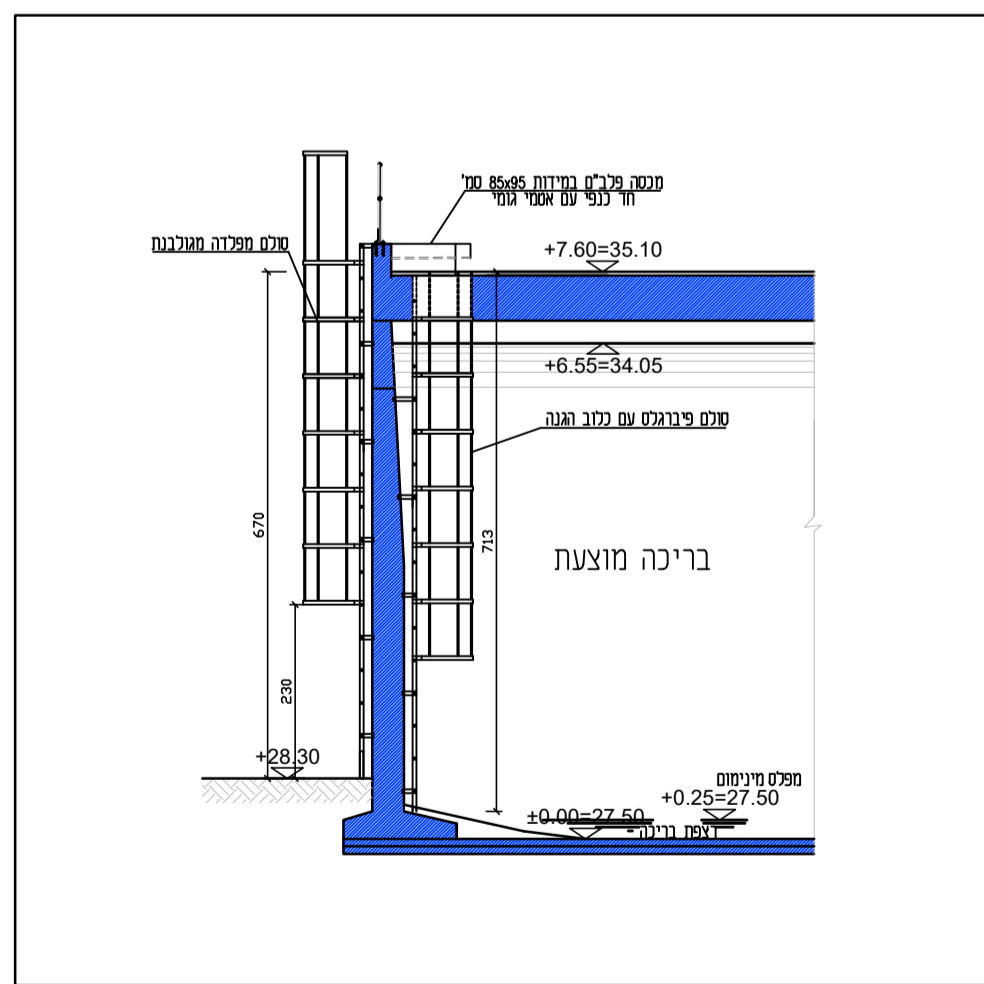 מכסה פלב"ם במידות 85x95 סמ'
חד כנפי עם אטמי גומי
סולם מפלדה מגולבנת
+7.60=35.10
+6.55=34.05
סולם פיברגלס עם כלוב הגנה
670
713
בריכה מוצעת
230
+28.30
מפלס מינימום
+0.25=27.50
±0.00=27.50
רצפת בריכה -